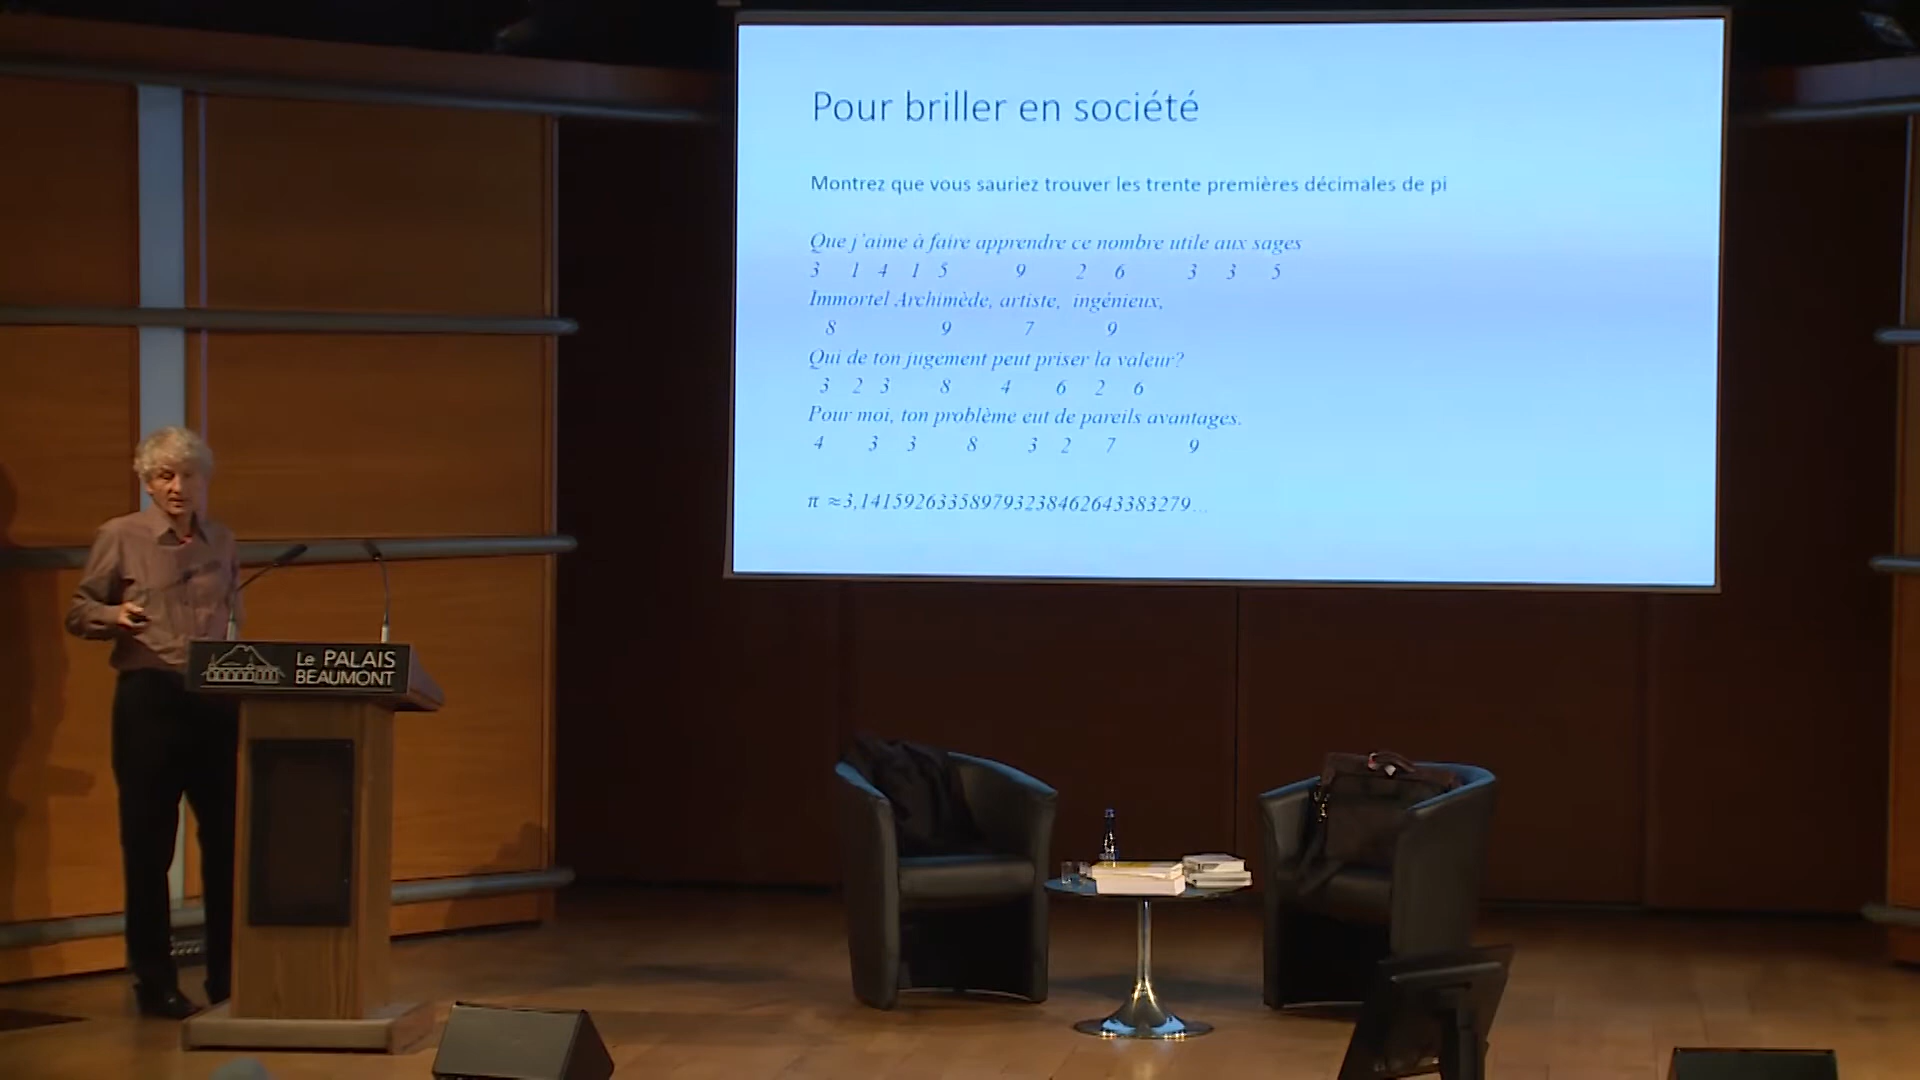 Pour briller en société
Montrez que vous sauriez trouver les trente premières décimales de pi
Que j'aime à faire apprendre ce nombre utile aux sages
3 1 4 1 5 9 2 6 3 3 5
Immortel Archimède, artiste, ingénieux,
8 9 7 9
Qui de ton jugement peut priser la valeur?
3 2 3 8 4 6 2 6
Pour moi, ton problème eut de pareils avantages.
4 3 3 8 3 2 7 9
π ≈3,141592633589793238462643383279...
Le PALAIS
BEAUMONT